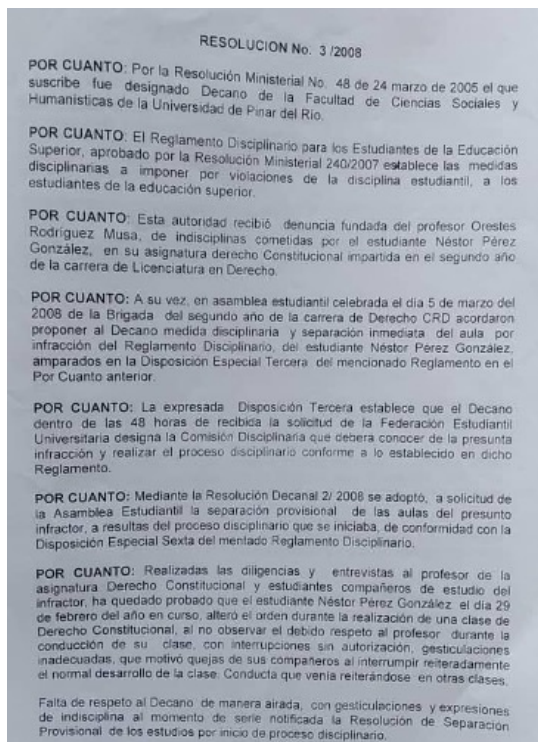 RESOLUCION No. 3 /2008
POR CUANTO: Por la Resolución Ministerial No. 48 de 24 marzo de 2005 el que
suscribe fue designado Decano de la Facultad de Ciencias Sociales y
Humanísticas de la Universidad de Pinar del Río.
POR CUANTO: El Reglamento Disciplinario para los Estudiantes de la Educación
Superior, aprobado por la Resolución Ministerial 240/2007 establece las medidas
disciplinarias a imponer por violaciones de la disciplina estudiantil, a los
estudiantes de la educación superior.
POR CUANTO: Esta autoridad recibió denuncia fundada del profesor Orestes
Rodríguez Musa, de indisciplinas cometidas por el estudiante Néstor Pérez
González, en su asignatura derecho Constitucional impartida en el segundo año
de la carrera de Licenciatura en Derecho.
POR CUANTO: A su vez, en asamblea estudiantil celebrada el día 5 de marzo del
2008 de la Brigada del segundo año de la carrera de Derecho CRD acordaron
proponer al Decano medida disciplinaria y separación inmediata del aula por
infracción del Reglamento Disciplinario, del estudiante Néstor Pérez González,
amparados en la Disposición Especial Tercera del mencionado Reglamento en el
Por Cuanto anterior.
POR CUANTO: La expresada Disposición Tercera establece que el Decano
dentro de las 48 horas de recibida la solicitud de la Federación Estudiantil
Universitaria designa la Comisión Disciplinaria que debera conocer de la presunta
infracción y realizar el proceso disciplinario conforme a lo establecido en dicho
Reglamento.
POR CUANTO: Mediante la Resolución Decanal 2/ 2008 se adoptó, a solicitud de
la Asamblea Estudiantil la separación provisional de las aulas del presunto
infractor, a resultas del proceso disciplinario que se iniciaba, de conformidad con la
Disposición Especial Sexta del mentado Reglamento Disciplinario.
POR CUANTO: Realizadas las diligencias y entrevistas al profesor de la
asignatura Derecho Constitucional y estudiantes compañeros de estudio del
infractor, ha quedado probado que el estudiante Néstor Pérez González el día 29
de febrero del año en curso, alteró el orden durante la realización de una clase de
Derecho Constitucional, al no observar el debido respeto al profesor durante la
conducción de su clase, con interrupciones sin autorización, gesticulaciones
inadecuadas, que motivó quejas de sus compañeros al interrumpir reiteradamente
el normal desarrollo de la clase. Conducta que venía reiterándose en otras clases.
Falta de respeto al Decano de manera airada, con gesticulaciones y expresiones
de indisciplina al momento de serle notificada la Resolución de Separación
Provisional de los estudios por inicio de proceso disciplinario.